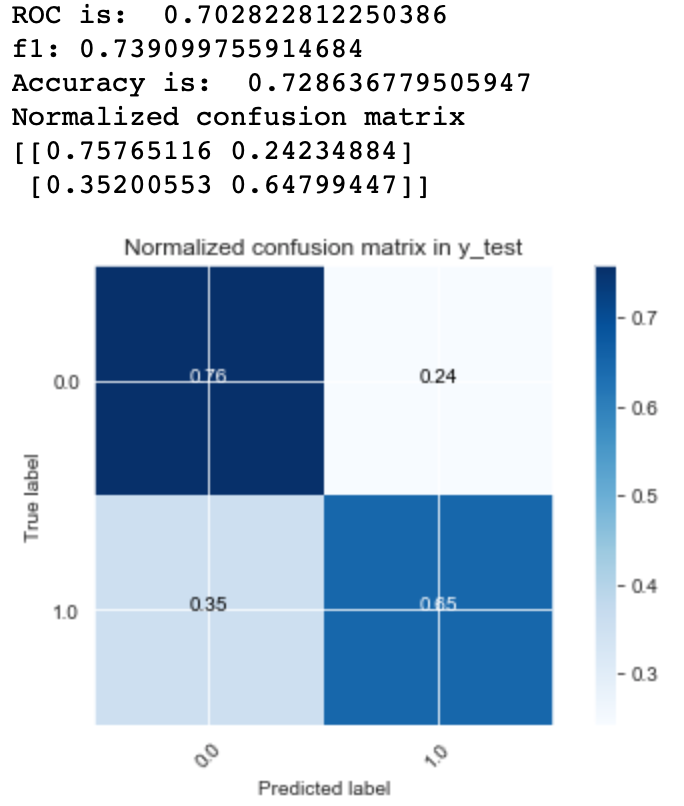 ROC is:  0.702822812250386
f1: 0.739099755914684
Accuracy is:  0.728636779505947
Normalized confusion matrix
[[0.75765116 0.24234884]
 [0.35200553 0.64799447]]
Normalized confusion matrix in y_test
0.7
0.0
0.76
0.24
0.6
0.5
True label
0.4
1.0
0.35
0.65
0.3
0.0
1.0
Predicted label